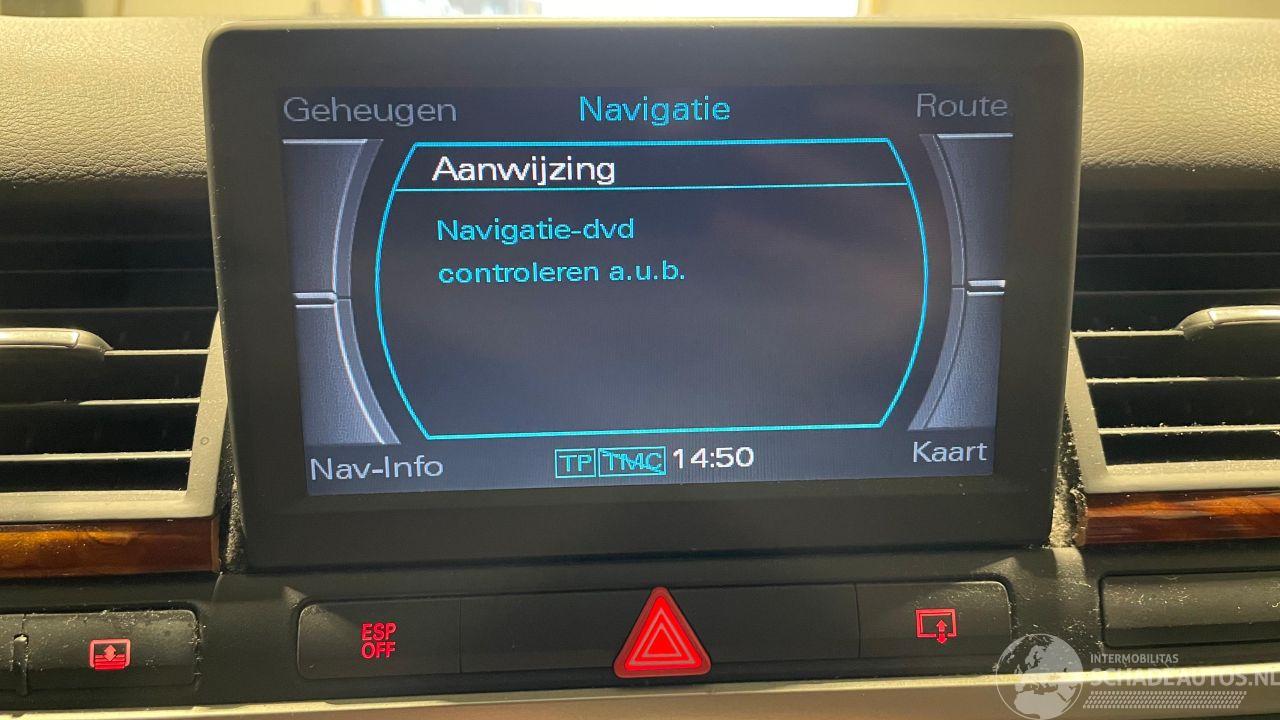 Geheugen
Navigatie
Route
Aanwijzing
Navigatie-dvd
controleren a.u.b.
Nav-Info
TP TMC 14:50
Kaart
ESP
OFF
INTERMOBILITAS
SCHADEAUTOS.NL